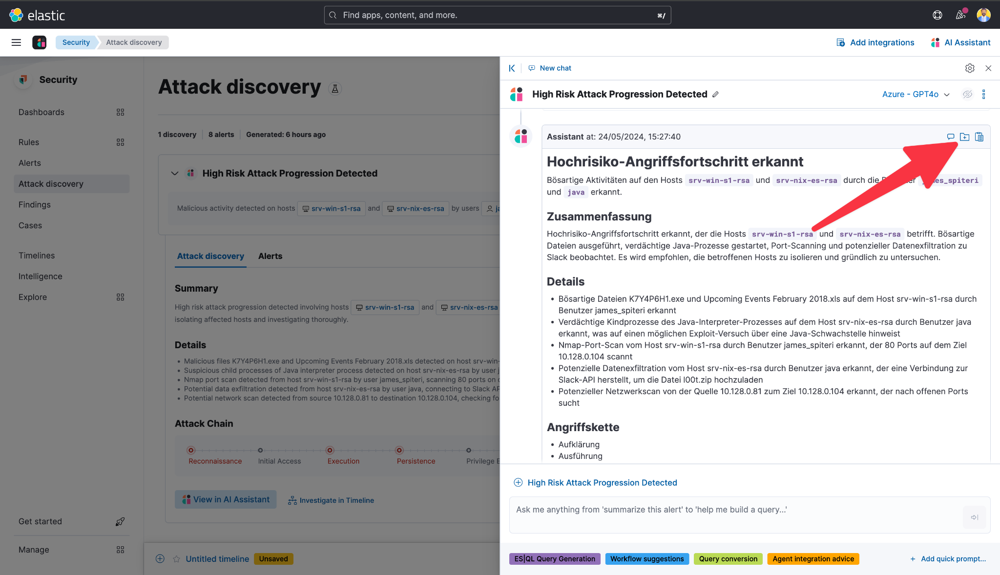 elastic
Find apps, content, and more.
⌘/
Security
Attack discovery
Add integrations
AI Assistant
Security
Dashboards
Rules
Alerts
Attack discovery
Findings
Cases
Timelines
Intelligence
Explore
Get started
Manage
Attack discovery
1 discovery 8 alerts Generated: 6 hours ago
High Risk Attack Progression Detected
Malicious activity detected on hosts srv-win-s1-rsa and srv-nix-es-rsa by users
Attack discovery Alerts
Summary
High risk attack progression detected involving hosts srv-win-s1-rsa and srv-nix-es-rsa
isolating affected hosts and investigating thoroughly.
Details
• Malicious files K7Y4P6H1.exe and Upcoming Events February 2018.xls detected on host srv-win-
• Suspicious child processes of Java interpreter process detected on host srv-nix-es-rsa by user j
• Nmap port scan detected from host srv-win-s1-rsa by user james_spiteri, scanning 80 ports on
• Potential data exfiltration detected from host srv-nix-es-rsa by user java, connecting to Slack AP
• Potential network scan detected from source 10.128.0.81 to destination 10.128.0.104, checking fo
Attack Chain
Reconnaissance Initial Access Execution Persistence Privilege E
View in AI Assistant
Investigate in Timeline
Untitled timeline
Unsaved
New chat
High Risk Attack Progression Detected
Azure - GPT4o
Assistant at: 24/05/2024, 15:27:40
Hochrisiko-Angriffsfortschritt erkannt
Bösartige Aktivitäten auf den Hosts srv-win-s1-rsa und srv-nix-es-rsa durch die
und java erkannt.
Zusammenfassung
Hochrisiko-Angriffsfortschritt erkannt, der die Hosts srv-win-s1-rsa und srv-nix-es-rsa betrifft. Bösartige
Dateien ausgeführt, verdächtige Java-Prozesse gestartet, Port-Scanning und potenzieller Datenexfiltration zu
Slack beobachtet. Es wird empfohlen, die betroffenen Hosts zu isolieren und gründlich zu untersuchen.
Details
• Bösartige Dateien K7Y4P6H1.exe und Upcoming Events February 2018.xls auf dem Host srv-win-s1-rsa durch
Benutzer james_spiteri erkannt
• Verdächtige Kindprozesse des Java-Interpreter-Prozesses auf dem Host srv-nix-es-rsa durch Benutzer java
erkannt, was auf einen möglichen Exploit-Versuch über eine Java-Schwachstelle hinweist
• Nmap-Port-Scan vom Host srv-win-s1-rsa durch Benutzer james_spiteri erkannt, der 80 Ports auf dem Ziel
10.128.0.104 scannt
• Potenzielle Datenexfiltration vom Host srv-nix-es-rsa durch Benutzer java erkannt, der eine Verbindung zur
Slack-API herstellt, um die Datei l00t.zip hochzuladen
• Potenzieller Netzwerkscan von der Quelle 10.128.0.81 zum Ziel 10.128.0.104 erkannt, der nach offenen Ports
sucht
Angriffskette
• Aufklärung
• Ausführung
High Risk Attack Progression Detected
Ask me anything from 'summarize this alert' to 'help me build a query...'
ES|QL Query Generation
Workflow suggestions
Query conversion
Agent integration advice
+ Add quick prompt...